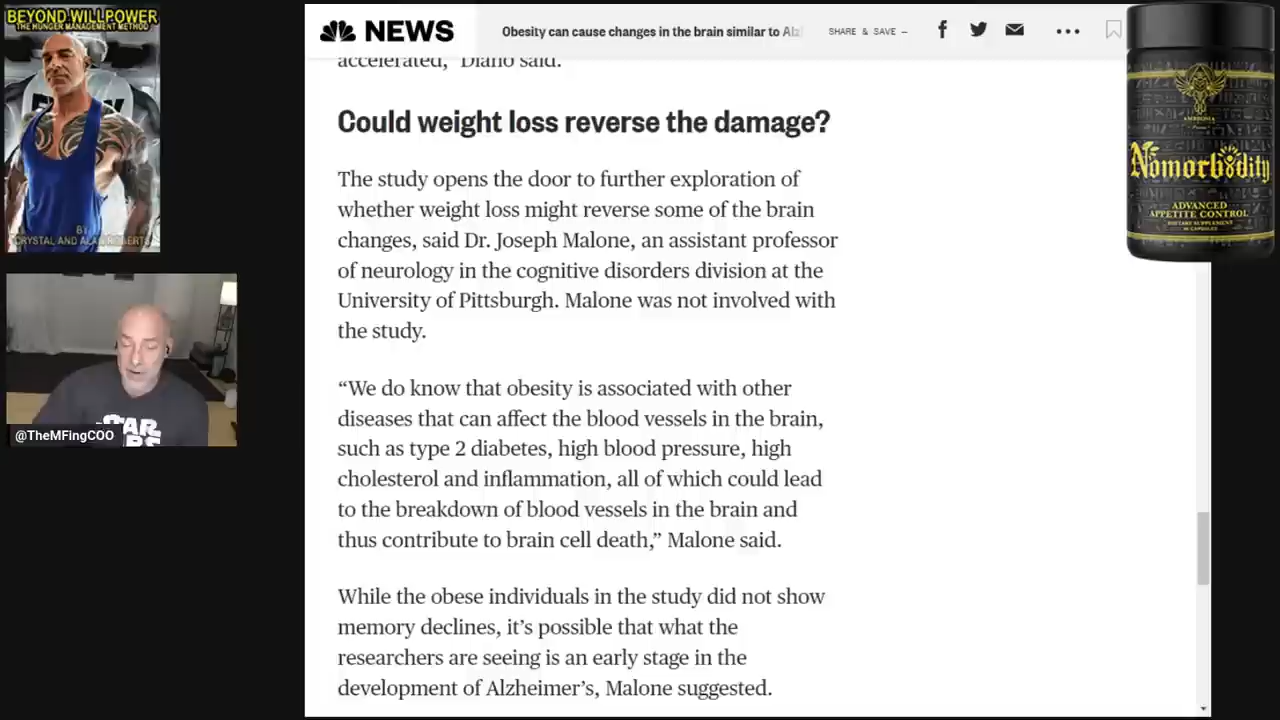 BEYOND WILLPOWER
THE HUNGER MANAGEMENT METHOD
BY
CRYSTAL AND ALAN ROBERTS
@TheMFIngCOO
NEWS
Obesity can cause changes in the brain similar to Alz
SHARE & SAVE –
accelerated," Diano said.
Could weight loss reverse the damage?
The study opens the door to further exploration of
whether weight loss might reverse some of the brain
changes, said Dr. Joseph Malone, an assistant professor
of neurology in the cognitive disorders division at the
University of Pittsburgh. Malone was not involved with
the study.
“We do know that obesity is associated with other
diseases that can affect the blood vessels in the brain,
such as type 2 diabetes, high blood pressure, high
cholesterol and inflammation, all of which could lead
to the breakdown of blood vessels in the brain and
thus contribute to brain cell death,” Malone said.
While the obese individuals in the study did not show
memory declines, it’s possible that what the
researchers are seeing is an early stage in the
development of Alzheimer’s, Malone suggested.
Nomorbidity
ADVANCED
APPETITE CONTROL
DIETARY SUPPLEMENT